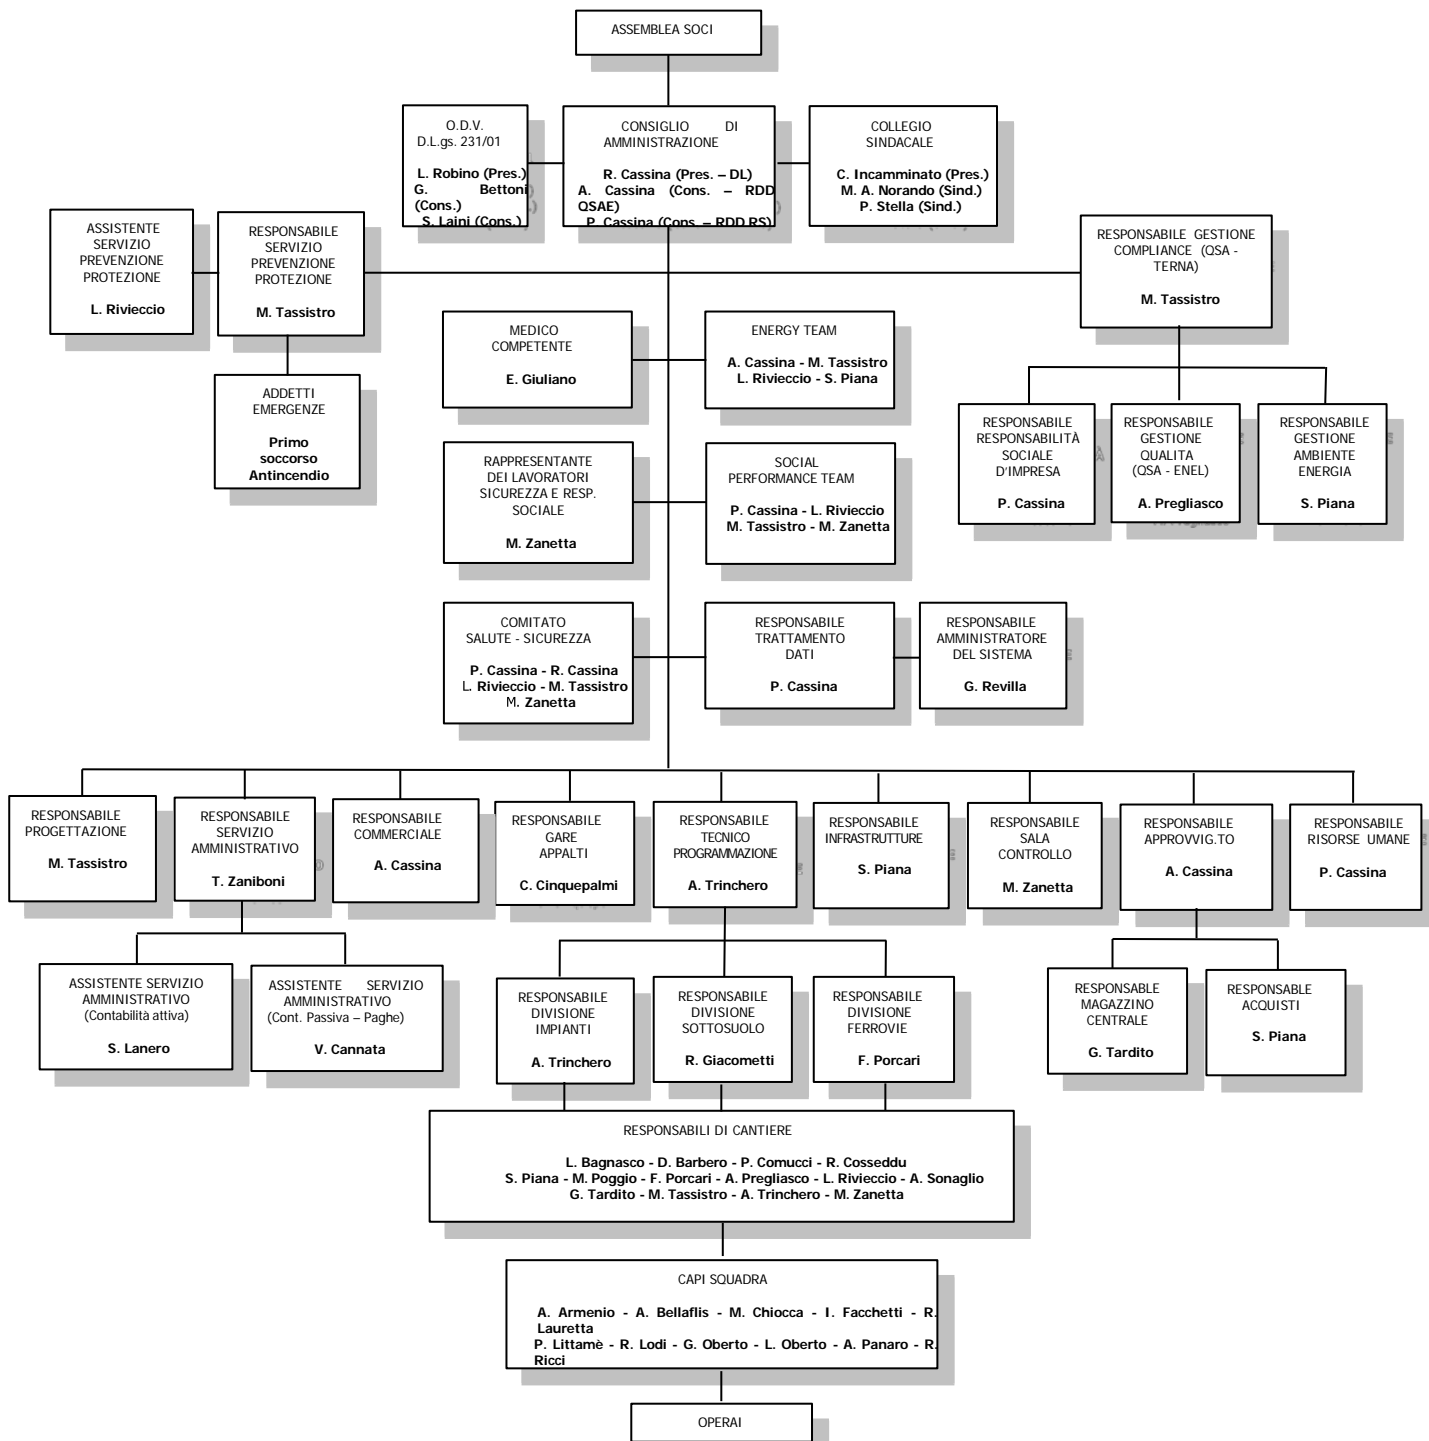 ASSEMBLEA SOCI
O.D.V.
D.L.gs. 231/01
L. Robino (Pres.)
G. Bettoni
(Cons.)
S. Laini (Cons.)
CONSIGLIO DI
AMMINISTRAZIONE
R. Cassina (Pres. – DL)
A. Cassina (Cons. – RDD
QSAE)
P. Cassina (Cons. – RDD RS)
COLLEGIO
SINDACALE
C. Incamminato (Pres.)
M. A. Norando (Sind.)
P. Stella (Sind.)
ASSISTENTE
SERVIZIO
PREVENZIONE
PROTEZIONE
L. Rivieccio
RESPONSABILE
SERVIZIO
PREVENZIONE
PROTEZIONE
M. Tassistro
RESPONSABILE GESTIONE
COMPLIANCE (QSA -
TERNA)
M. Tassistro
ADDETTI
EMERGENZE
Primo
soccorso
Antincendio
MEDICO
COMPETENTE
E. Giuliano
ENERGY TEAM
A. Cassina - M. Tassistro
L. Rivieccio - S. Piana
RESPONSABILE
RESPONSABILITÀ
SOCIALE
D'IMPRESA
P. Cassina
RESPONSABILE
GESTIONE
QUALITA
(QSA - ENEL)
A. Pregliasco
RESPONSABILE
GESTIONE
AMBIENTE
ENERGIA
S. Piana
RAPPRESENTANTE
DEI LAVORATORI
SICUREZZA E RESP.
SOCIALE
M. Zanetta
SOCIAL
PERFORMANCE TEAM
P. Cassina - L. Rivieccio
M. Tassistro - M. Zanetta
COMITATO
SALUTE - SICUREZZA
P. Cassina - R. Cassina
L. Rivieccio - M. Tassistro
M. Zanetta
RESPONSABILE
TRATTAMENTO
DATI
P. Cassina
RESPONSABILE
AMMINISTRATORE
DEL SISTEMA
G. Revilla
RESPONSABILE
PROGETTAZIONE
M. Tassistro
RESPONSABILE
SERVIZIO
AMMINISTRATIVO
T. Zaniboni
RESPONSABILE
COMMERCIALE
A. Cassina
RESPONSABILE
GARE
APPALTI
C. Cinquepalmi
RESPONSABILE
TECNICO
PROGRAMMAZIONE
A. Trinchero
RESPONSABILE
INFRASTRUTTURE
S. Piana
RESPONSABILE
SALA
CONTROLLO
M. Zanetta
RESPONSABILE
APPROVVIG.TO
A. Cassina
RESPONSABILE
RISORSE UMANE
P. Cassina
ASSISTENTE SERVIZIO
AMMINISTRATIVO
(Contabilità attiva)
S. Lanero
ASSISTENTE SERVIZIO
AMMINISTRATIVO
(Cont. Passiva – Paghe)
V. Cannata
RESPONSABILE
DIVISIONE
IMPIANTI
A. Trinchero
RESPONSABILE
DIVISIONE
SOTTOSUOLO
R. Giacometti
RESPONSABILE
DIVISIONE
FERROVIE
F. Porcari
RESPONSABLE
MAGAZZINO
CENTRALE
G. Tardito
RESPONSABLE
ACQUISTI
S. Piana
RESPONSABILI DI CANTIERE
L. Bagnasco - D. Barbero - P. Comucci - R. Cosseddu
S. Piana - M. Poggio - F. Porcari - A. Pregliasco - L. Rivieccio - A. Sonaglio
G. Tardito - M. Tassistro - A. Trinchero - M. Zanetta
CAPI SQUADRA
A. Armenio - A. Bellaflis - M. Chiocca - I. Facchetti - R.
Lauretta
P. Littamè - R. Lodi - G. Oberto - L. Oberto - A. Panaro - R.
Ricci
OPERAI